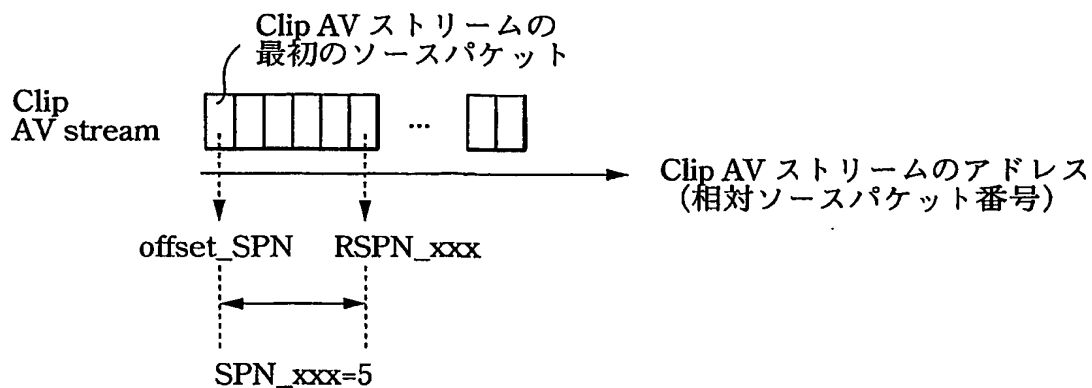 Clip AV ストリームの
最初のソースパケット
Clip
AV stream
...
Clip AV ストリームのアドレス
(相対ソースパケット番号)
offset_SPN RSPN_xxx
SPN_xxx=5